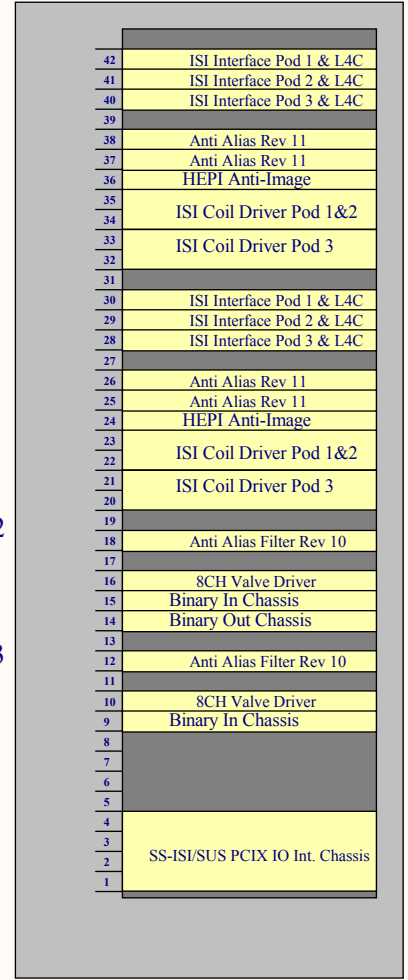 42 ISI Interface Pod 1 & L4C
41 ISI Interface Pod 2 & L4C
40 ISI Interface Pod 3 & L4C
39
38 Anti Alias Rev 11
37 Anti Alias Rev 11
36 HEPI Anti-Image
35
34 ISI Coil Driver Pod 1&2
33
32 ISI Coil Driver Pod 3
31
30 ISI Interface Pod 1 & L4C
29 ISI Interface Pod 2 & L4C
28 ISI Interface Pod 3 & L4C
27
26 Anti Alias Rev 11
25 Anti Alias Rev 11
24 HEPI Anti-Image
23
22 ISI Coil Driver Pod 1&2
21
20 ISI Coil Driver Pod 3
19
2
18 Anti Alias Filter Rev 10
17
16 8CH Valve Driver
15 Binary In Chassis
14 Binary Out Chassis
13
3
12 Anti Alias Filter Rev 10
11
10 8CH Valve Driver
9 Binary In Chassis
8
7
6
5
4
3
2 SS-ISI/SUS PCIX IO Int. Chassis
1